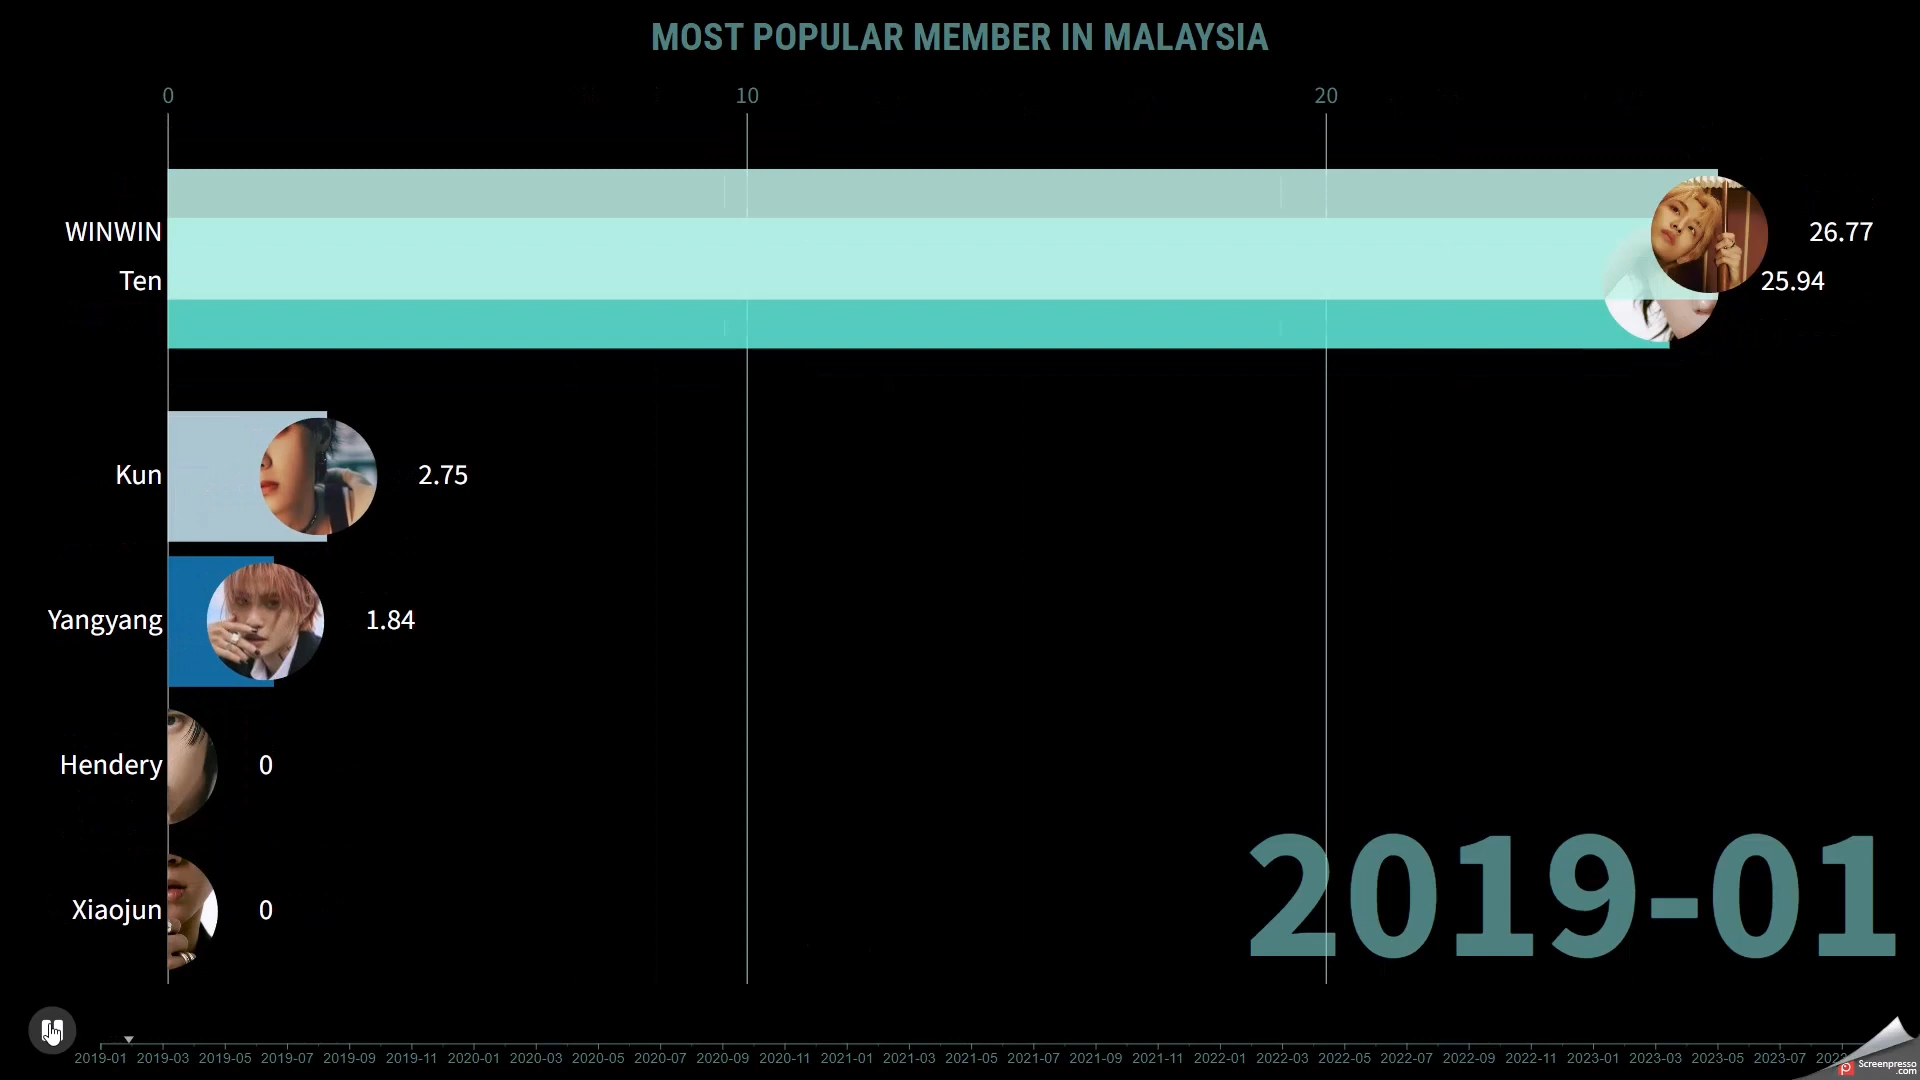 MOST POPULAR MEMBER IN MALAYSIA
0 10 20
WINWIN 26.77
Ten 25.94
Kun 2.75
Yangyang 1.84
Hendery 0
Xiaojun 0
2019-01
2019-01 2019-03 2019-05 2019-07 2019-09 2019-11 2020-01 2020-03 2020-05 2020-07 2020-09 2020-11 2021-01 2021-03 2021-05 2021-07 2021-09 2021-11 2022-01 2022-03 2022-05 2022-07 2022-09 2022-11 2023-01 2023-03 2023-05 2023-07
Screenpresso
.com